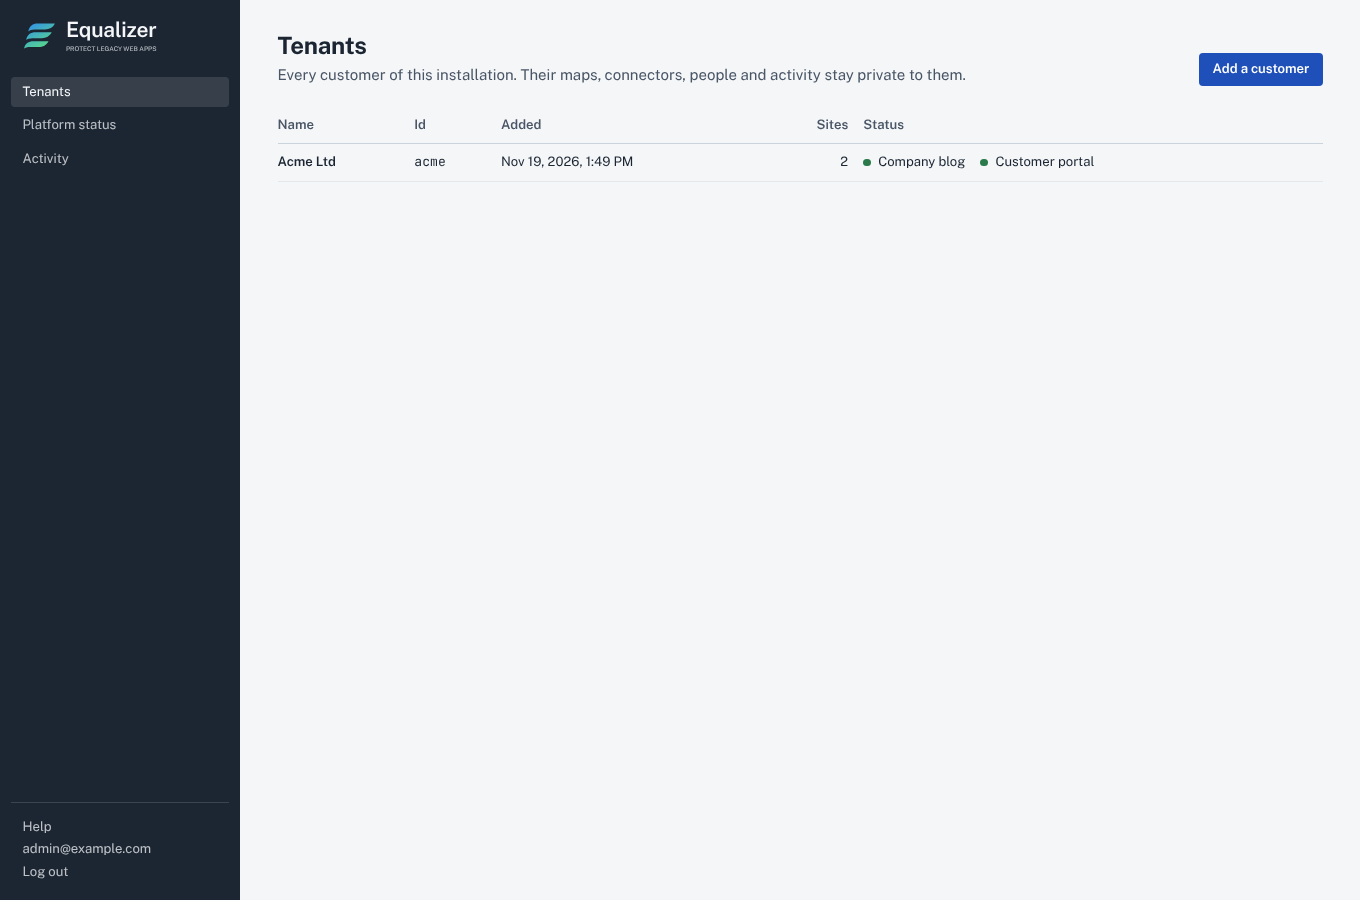 Equalizer
PROTECT LEGACY WEB APPS
Tenants
Platform status
Activity
Help
admin@example.com
Log out
Tenants
Every customer of this installation. Their maps, connectors, people and activity stay private to them.
Add a customer
Name Id Added Sites Status
Acme Ltd acme Nov 19, 2026, 1:49 PM 2 Company blog Customer portal